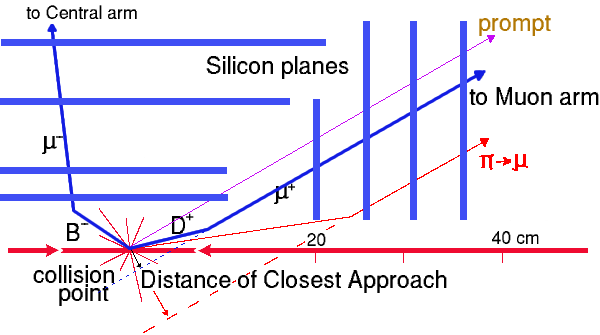 to Central arm
prompt
Silicon planes
to Muon arm
μ⁻
π→μ
μ⁺
B⁻
D⁺
20
40 cm
collision
point
Distance of Closest Approach